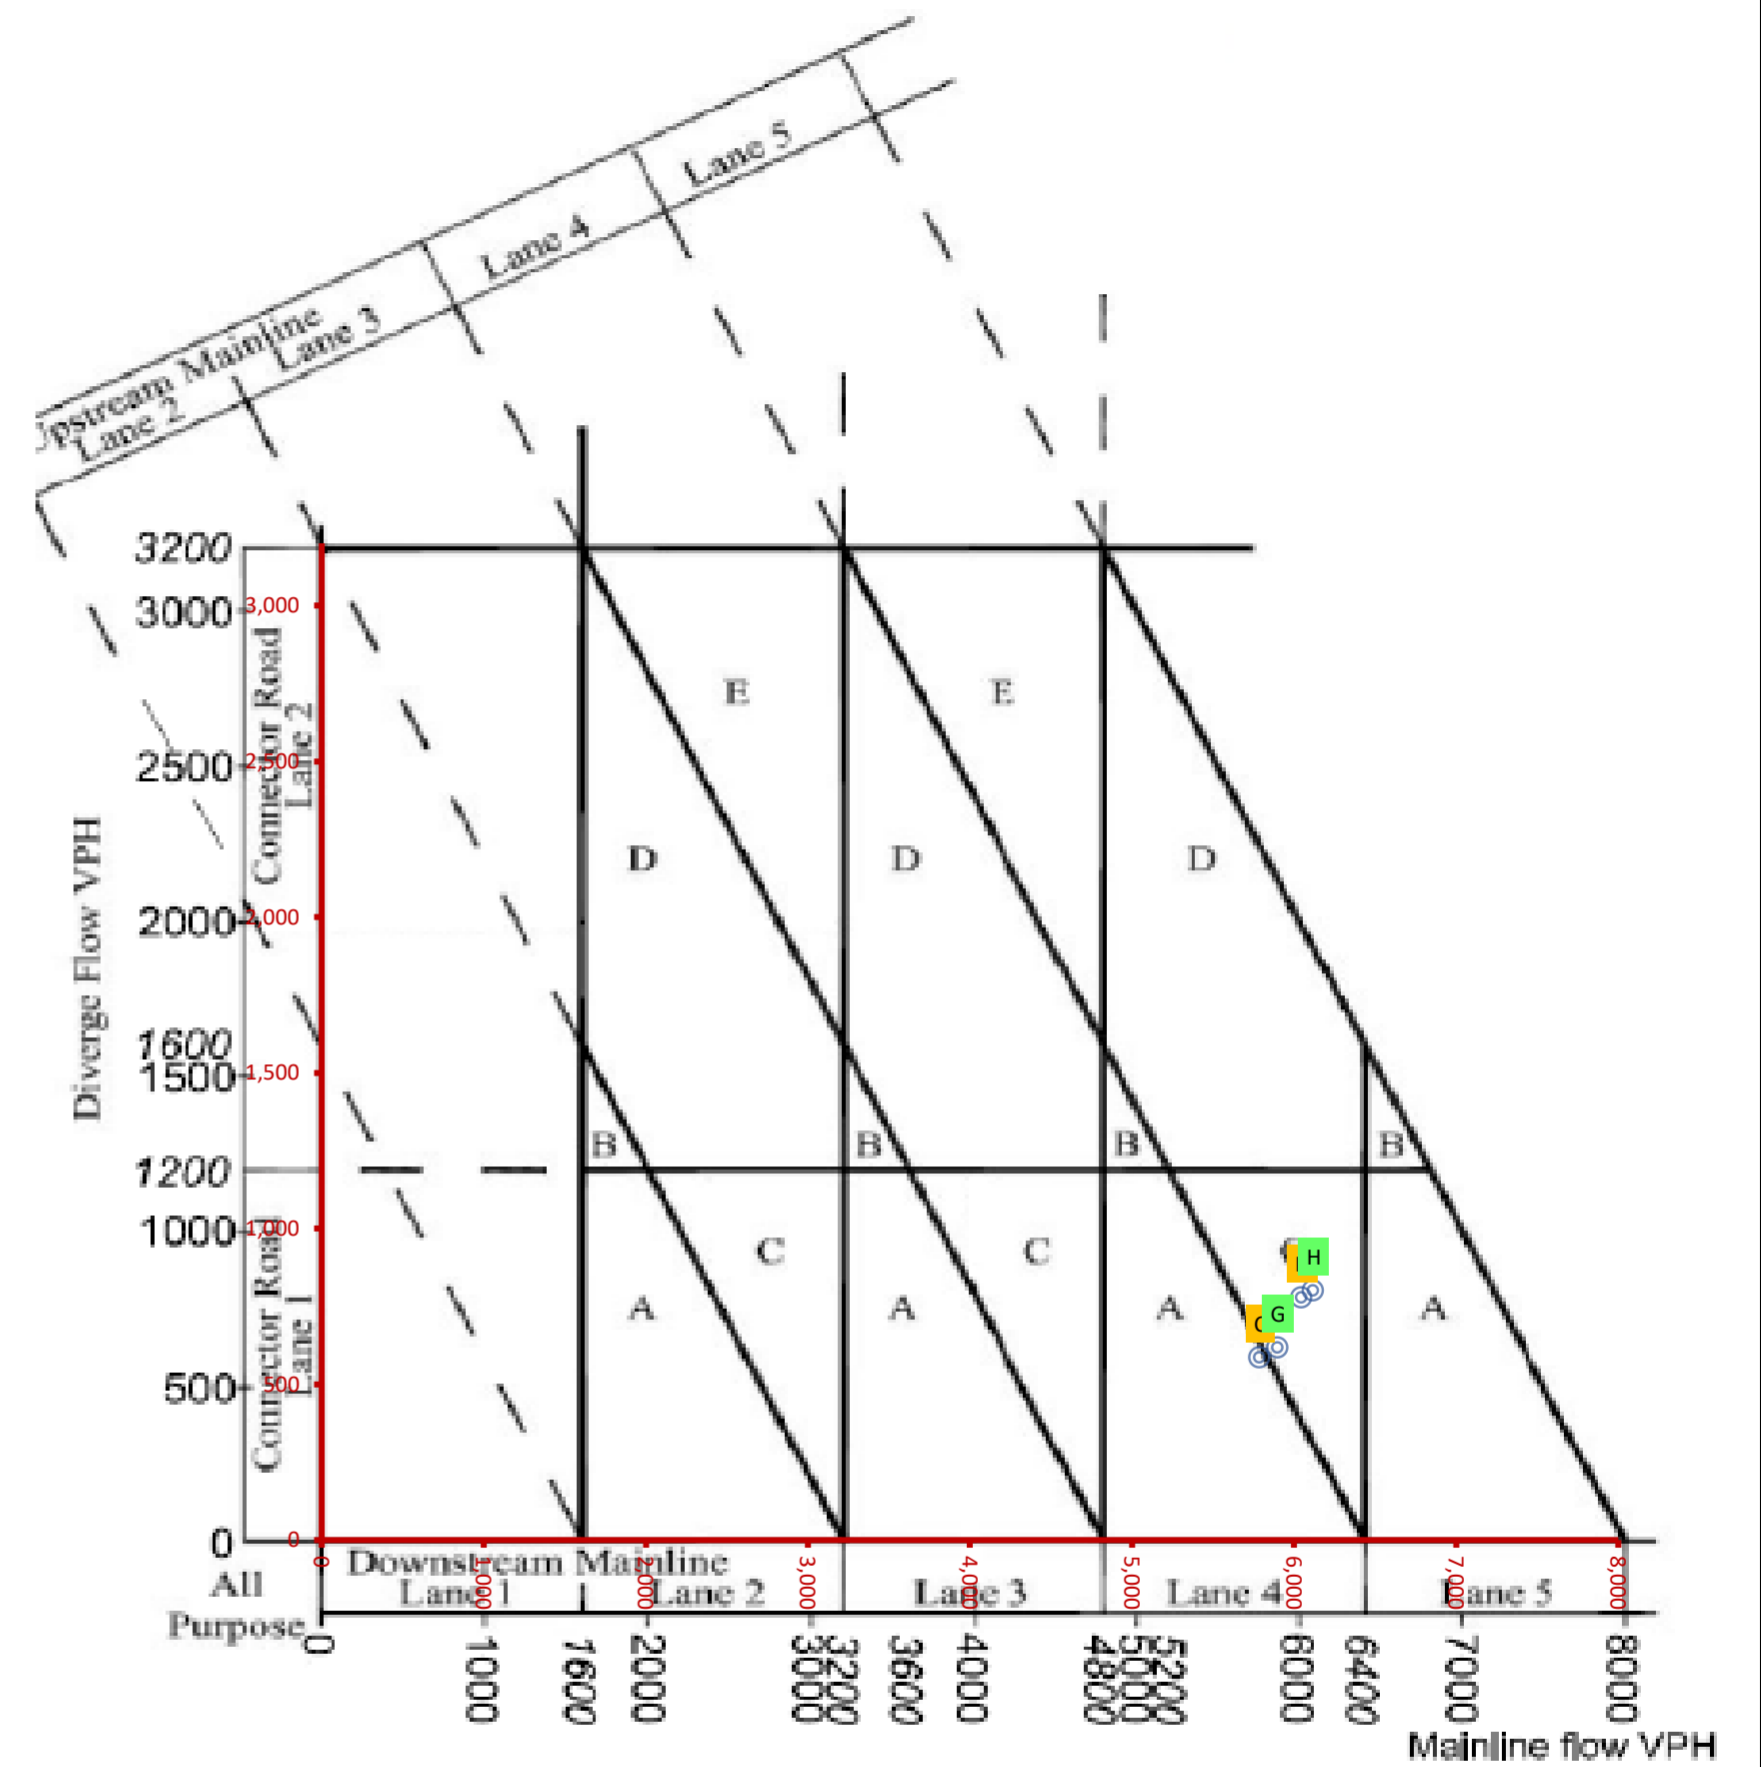 Lane 5
Lane 4
Lane 3
Upstream Mainline
Lane 2
3200
3000
3,000
2500
2,500
2000
2,000
1600
1500
1,500
1200
1000
1,000
500
500
0
0
Diverge Flow VPH
Connector Road
Lane 2
Connector Road
Lane 1
E
E
D
D
D
B
B
B
B
C
C
C
H
A
A
A
G
A
0
1,000
2,000
3,000
4,000
5,000
6,000
7,000
8,000
Downstream Mainline
All Purpose
Lane 1
Lane 2
Lane 3
Lane 4
Lane 5
0
1000
1600
2000
3000
3200
3600
4000
4800
5000
5200
6000
6400
7000
8000
Mainline flow VPH